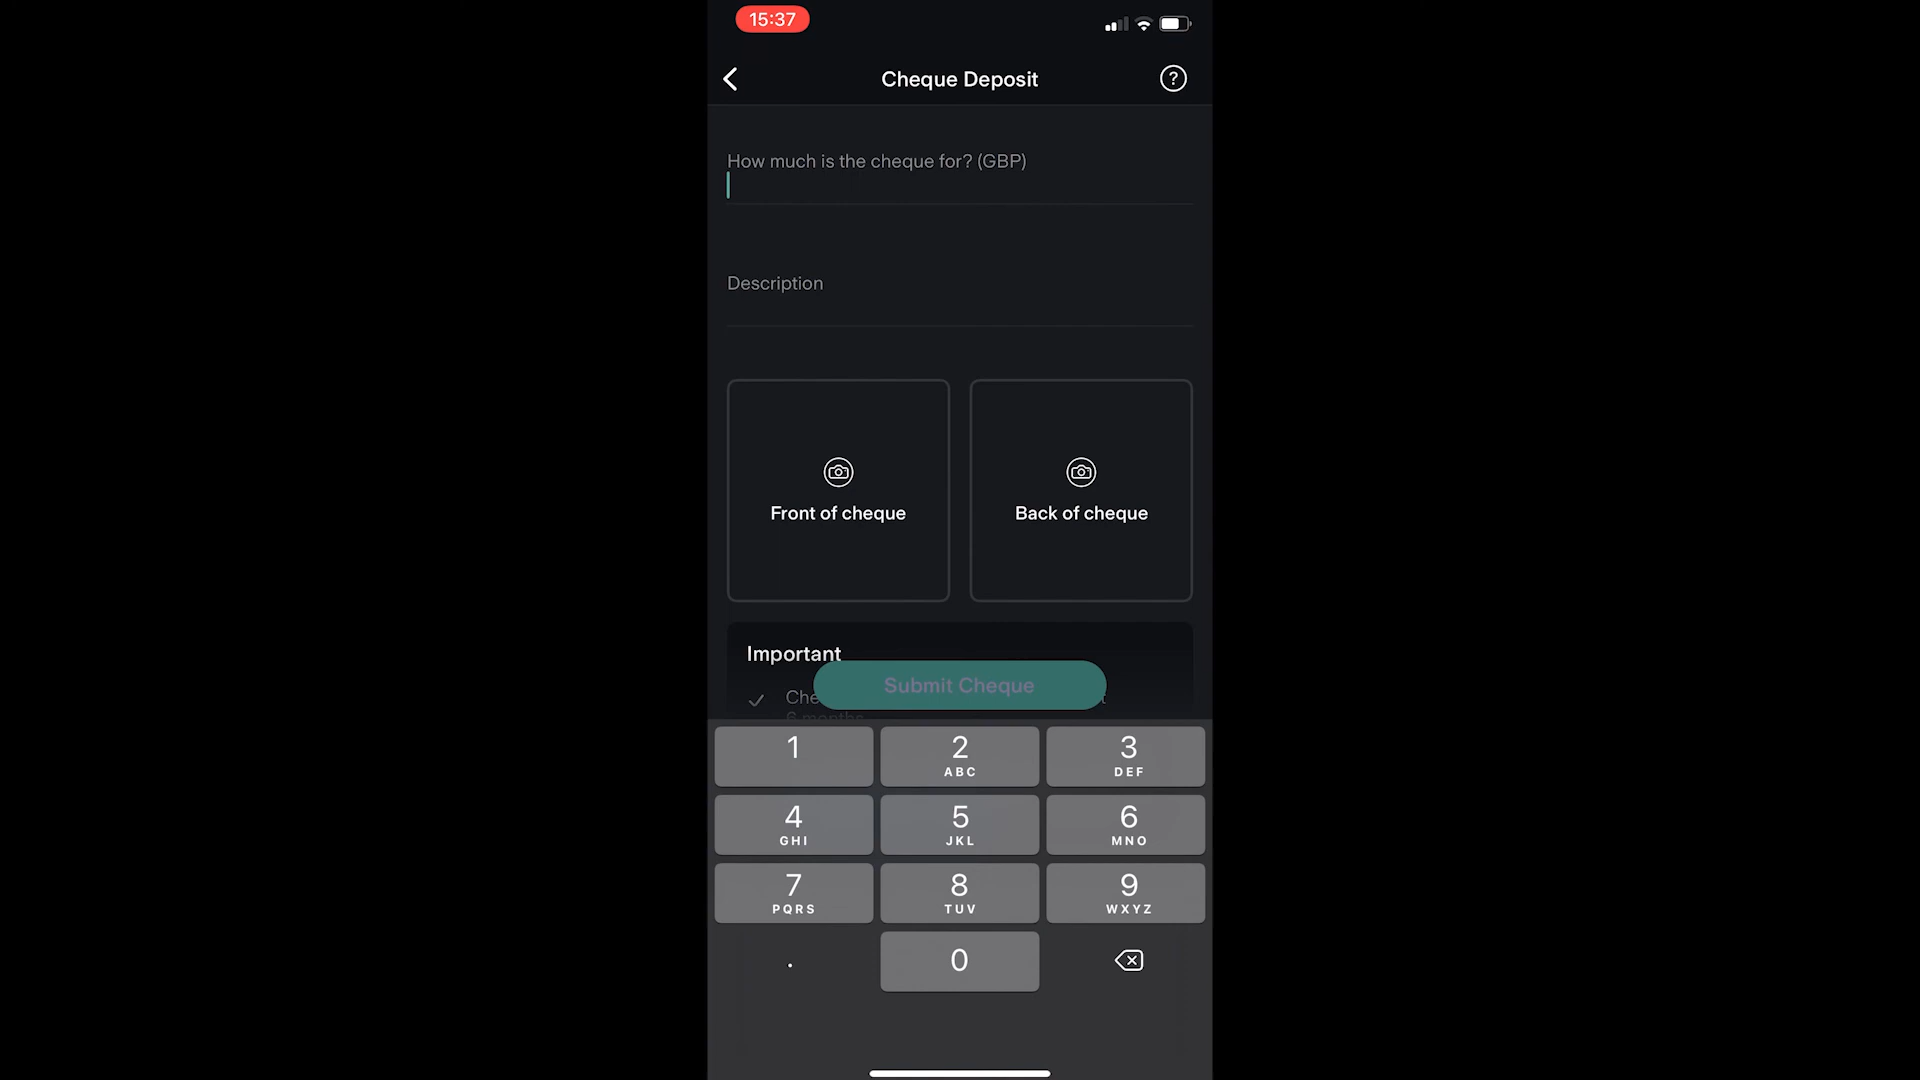 15:37
Cheque Deposit
?
How much is the cheque for? (GBP)
Description
Front of cheque
Back of cheque
Important
Submit Cheque
6 months
1
2
ABC
3
DEF
4
GHI
5
JKL
6
MNO
7
PQRS
8
TUV
9
WXYZ
.
0